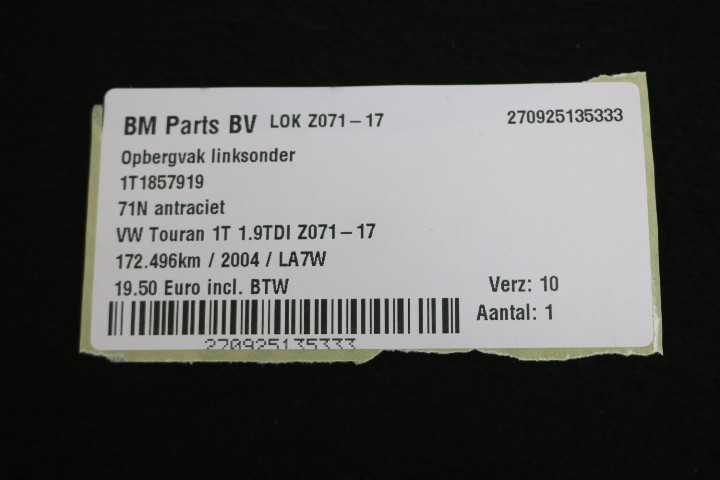 BM Parts BV LOK Z071-17 270925135333
Opbergvak linksonder
1T1857919
71N antraciet
VW Touran 1T 1.9TDI Z071-17
172.496km / 2004 / LA7W
19.50 Euro incl. BTW Verz: 10
Aantal: 1
270925135333